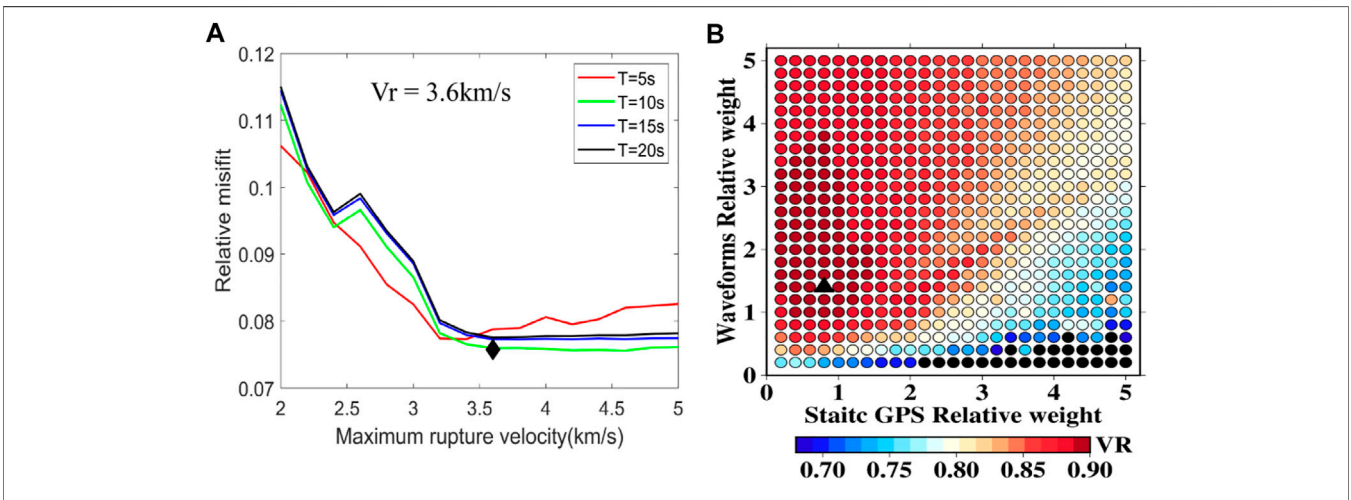 A
0.12
0.11
0.1
0.09
0.08
0.07
Relative misifit
Vr = 3.6km/s
T=5s
T=10s
T=15s
T=20s
2 2.5 3 3.5 4 4.5 5
Maximum rupture velocity(km/s)
B
5
4
3
2
1
0
Waveforms Relative weight
0 1 2 3 4 5
Staitc GPS Relative weight
VR
0.70 0.75 0.80 0.85 0.90